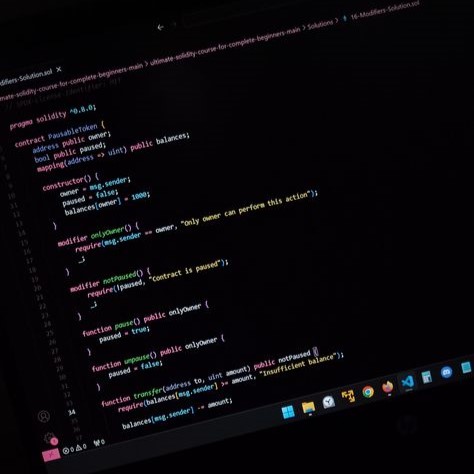 difiers-Solution.sol ×
mate-solidity-course-for-complete-beginners-main > ultimate-solidity-course-for-complete-beginners-main > Solutions > 16-Modifiers-Solution.sol
pragma solidity ^0.8.0;
contract PausableToken {
address public owner;
bool public paused;
mapping(address => uint) public balances;
constructor() {
owner = msg.sender;
paused = false;
balances[owner] = 1000;
}
modifier onlyOwner() {
require(msg.sender == owner, "Only owner can perform this action");
_;
}
modifier notPaused() {
require(!paused, "Contract is paused");
_;
}
function pause() public onlyOwner {
paused = true;
}
function unpause() public onlyOwner {
paused = false;
}
function transfer(address to, uint amount) public notPaused {
require(balances[msg.sender] >= amount, "Insufficient balance");
34
balances[msg.sender] -= amount;
0 0 0